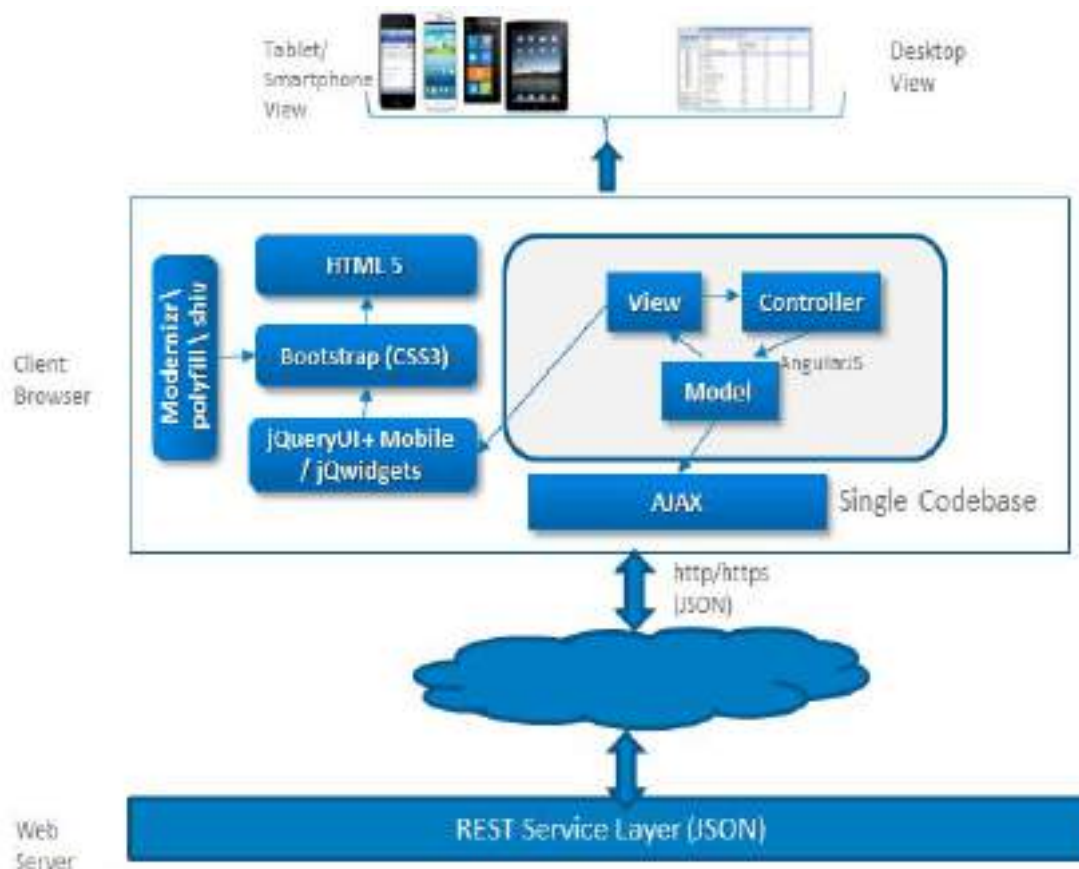 Tablet/
Smartphone
View
Desktop
View
Client
Browser
Modernizr\
polyfill\ shiv
HTML 5
Bootstrap (CSS3)
jQueryUI+ Mobile
/ jQwidgets
View
Controller
AngularJS
Model
AJAX
Single Codebase
http/https
(JSON)
Web
Server
REST Service Layer (JSON)